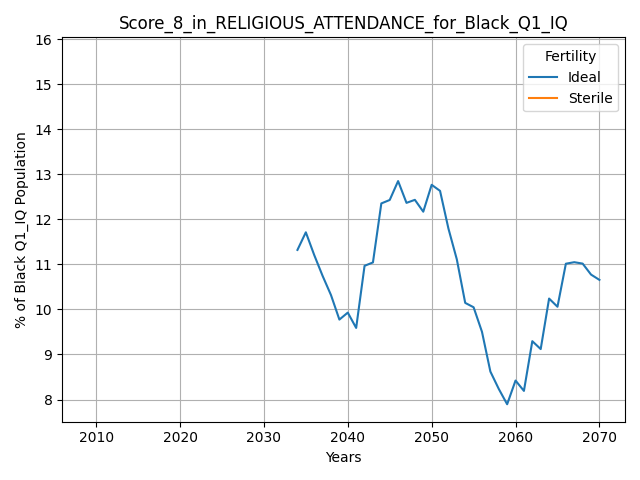 Score_8_in_RELIGIOUS_ATTENDANCE_for_Black_Q1_IQ
Fertility
Ideal
Sterile
% of Black Q1_IQ Population
16
15
14
13
12
11
10
9
8
2010 2020 2030 2040 2050 2060 2070
Years